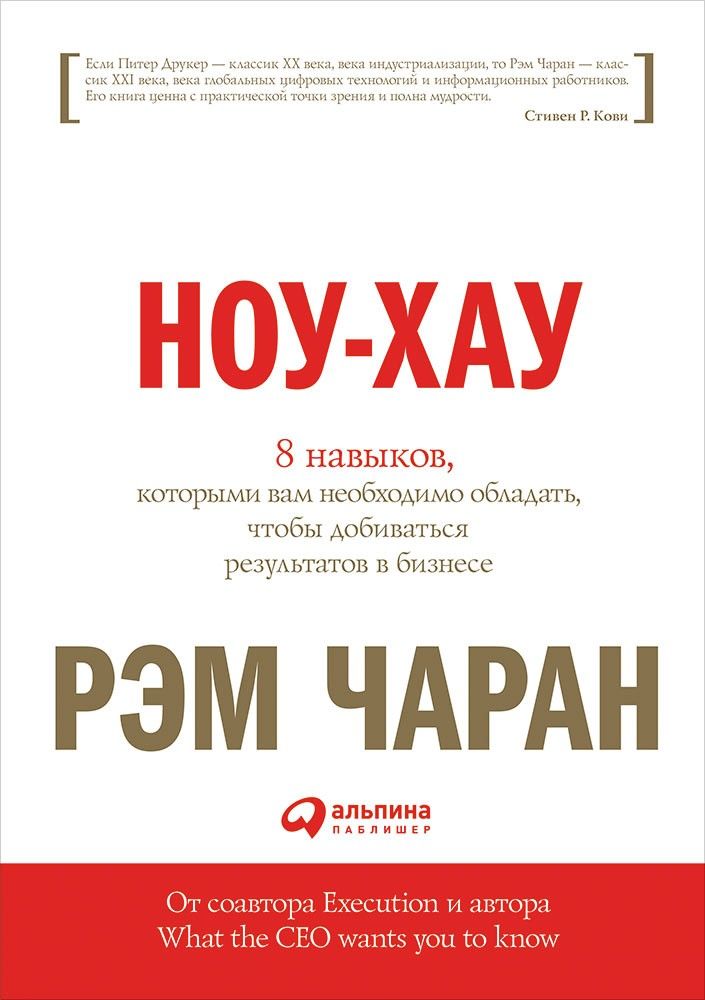 Если Питер Друкер — классик XX века, века индустриализации, то Рэм Чаран — клас-
сик XXI века, века глобальных цифровых технологий и информационных работников.
Его книга ценна с практической точки зрения и полна мудрости.
Стивен Р. Кови
НОУ-ХАУ
8 навыков,
которыми вам необходимо обладать,
чтобы добиваться
результатов в бизнесе
РЭМ ЧАРАН
альпина
ПАБЛИШЕР
От соавтора Execution и автора
What the CEO wants you to know